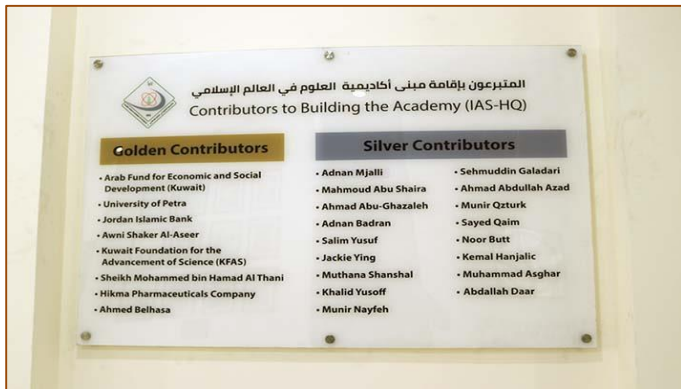 المتبرعون بإقامة مبنى أكاديمية العلوم في العالم الإسلامي
Contributors to Building the Academy (IAS-HQ)
Golden Contributors
• Arab Fund for Economic and Social
Development (Kuwait)
• University of Petra
• Jordan Islamic Bank
• Awni Shaker Al-Aseer
• Kuwait Foundation for the
Advancement of Science (KFAS)
• Sheikh Mohammed bin Hamad Al Thani
• Hikma Pharmaceuticals Company
• Ahmed Belhasa
Silver Contributors
• Adnan Mjalli
• Mahmoud Abu Shaira
• Ahmad Abu-Ghazaleh
• Adnan Badran
• Salim Yusuf
• Jackie Ying
• Muthana Shanshal
• Khalid Yusoff
• Munir Nayfeh
• Sehmuddin Galadari
• Ahmad Abdullah Azad
• Munir Qzturk
• Sayed Qaim
• Noor Butt
• Kemal Hanjalic
• Muhammad Asghar
• Abdallah Daar